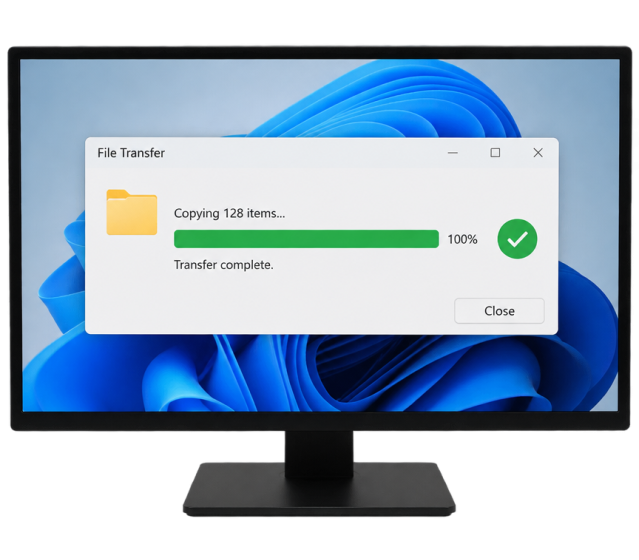 File Transfer
Copying 128 items...
100%
Transfer complete.
Close